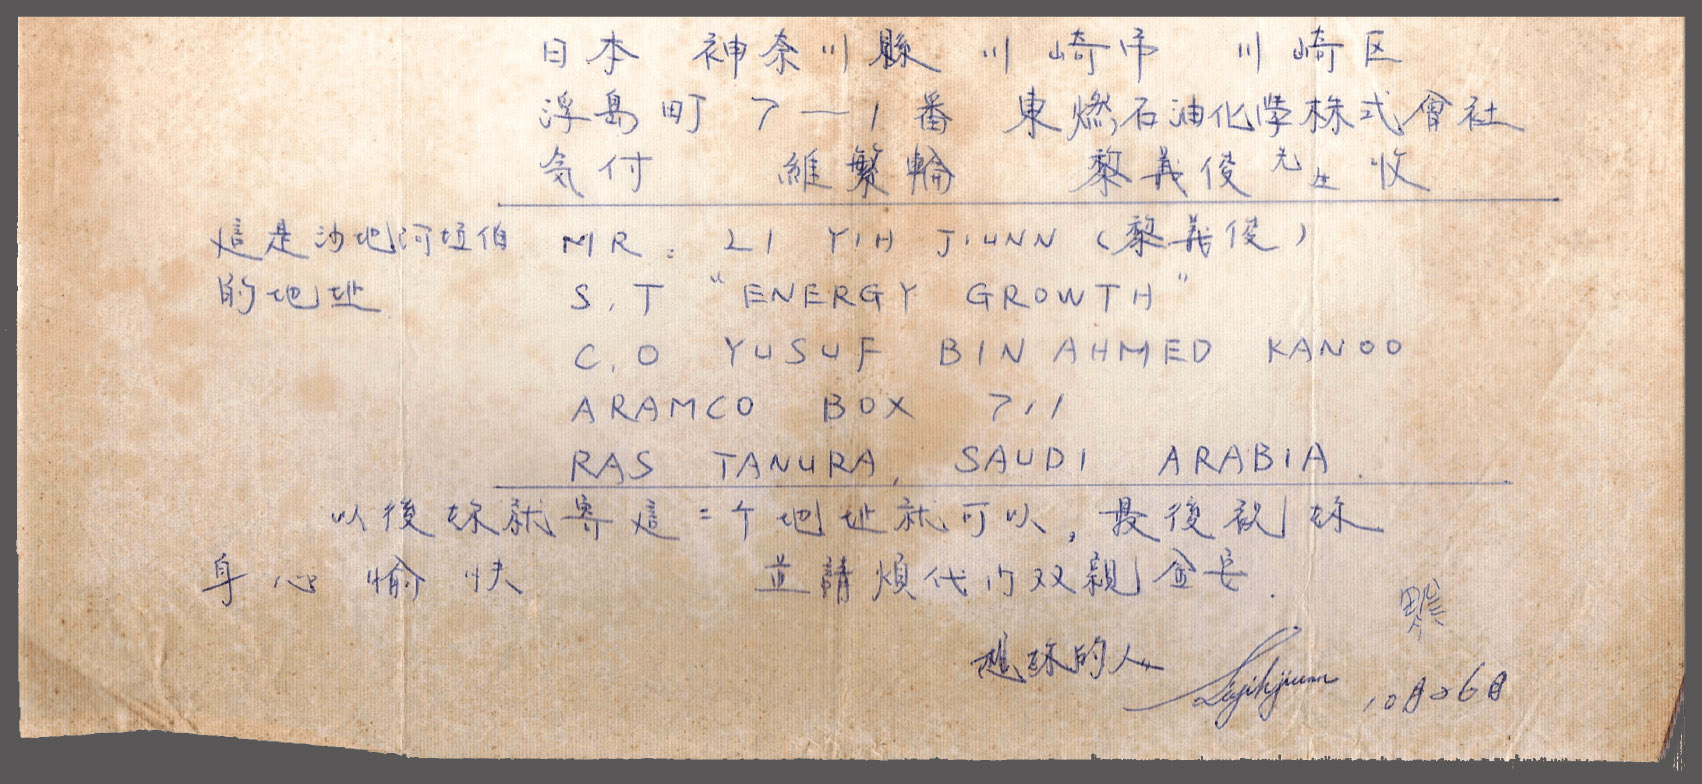 日本 神奈川縣 川崎市 川崎区
浮島町 7－1番 東燃石油化学株式會社
気付 維繁輪 黎義俊先生 收
這是沙地阿拉伯 MR: LI YIH JIUNN (黎義俊)
的地址 S.T "ENERGY GROWTH"
C.O YUSUF BIN AHMED KANOO
ARAMCO BOX 711
RAS TANURA, SAUDI ARABIA.
以後妳就寄這二个地址就可以,最後祝妳
身心愉快 並請煩代问双親金安.
想妳的人
10月26日